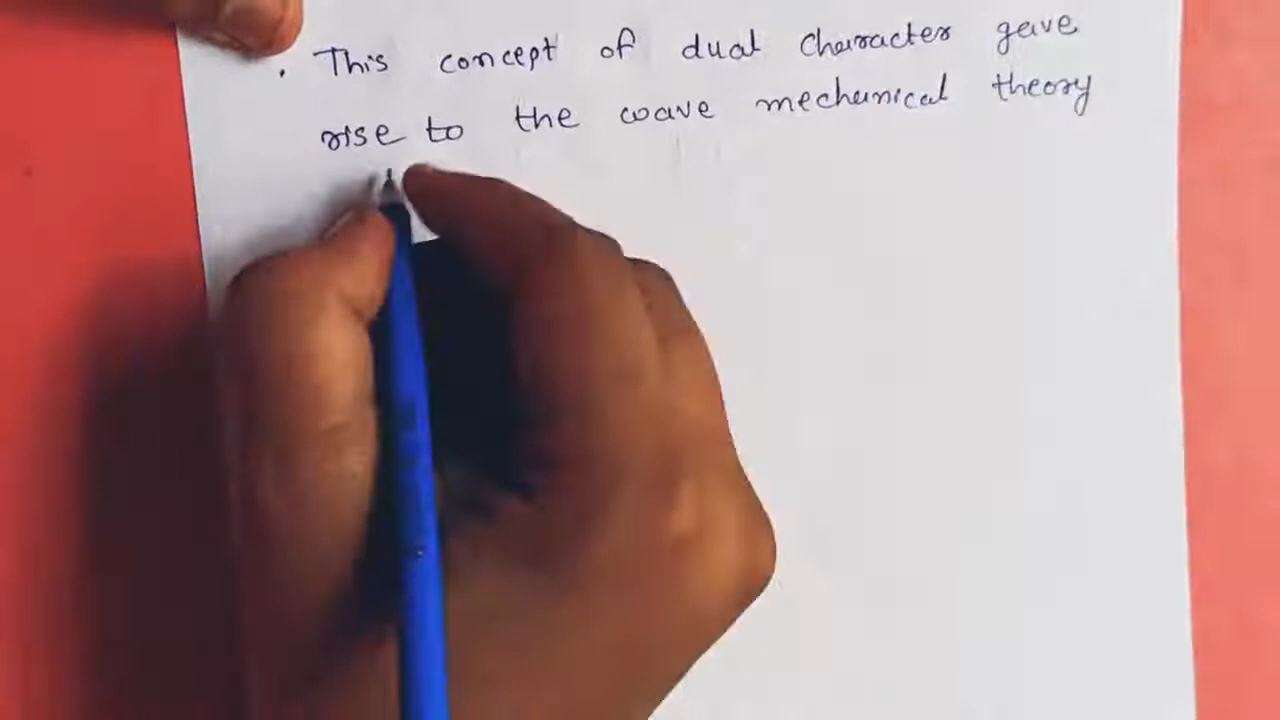 . This concept of dual character gave
rise to the wave mechanical theory